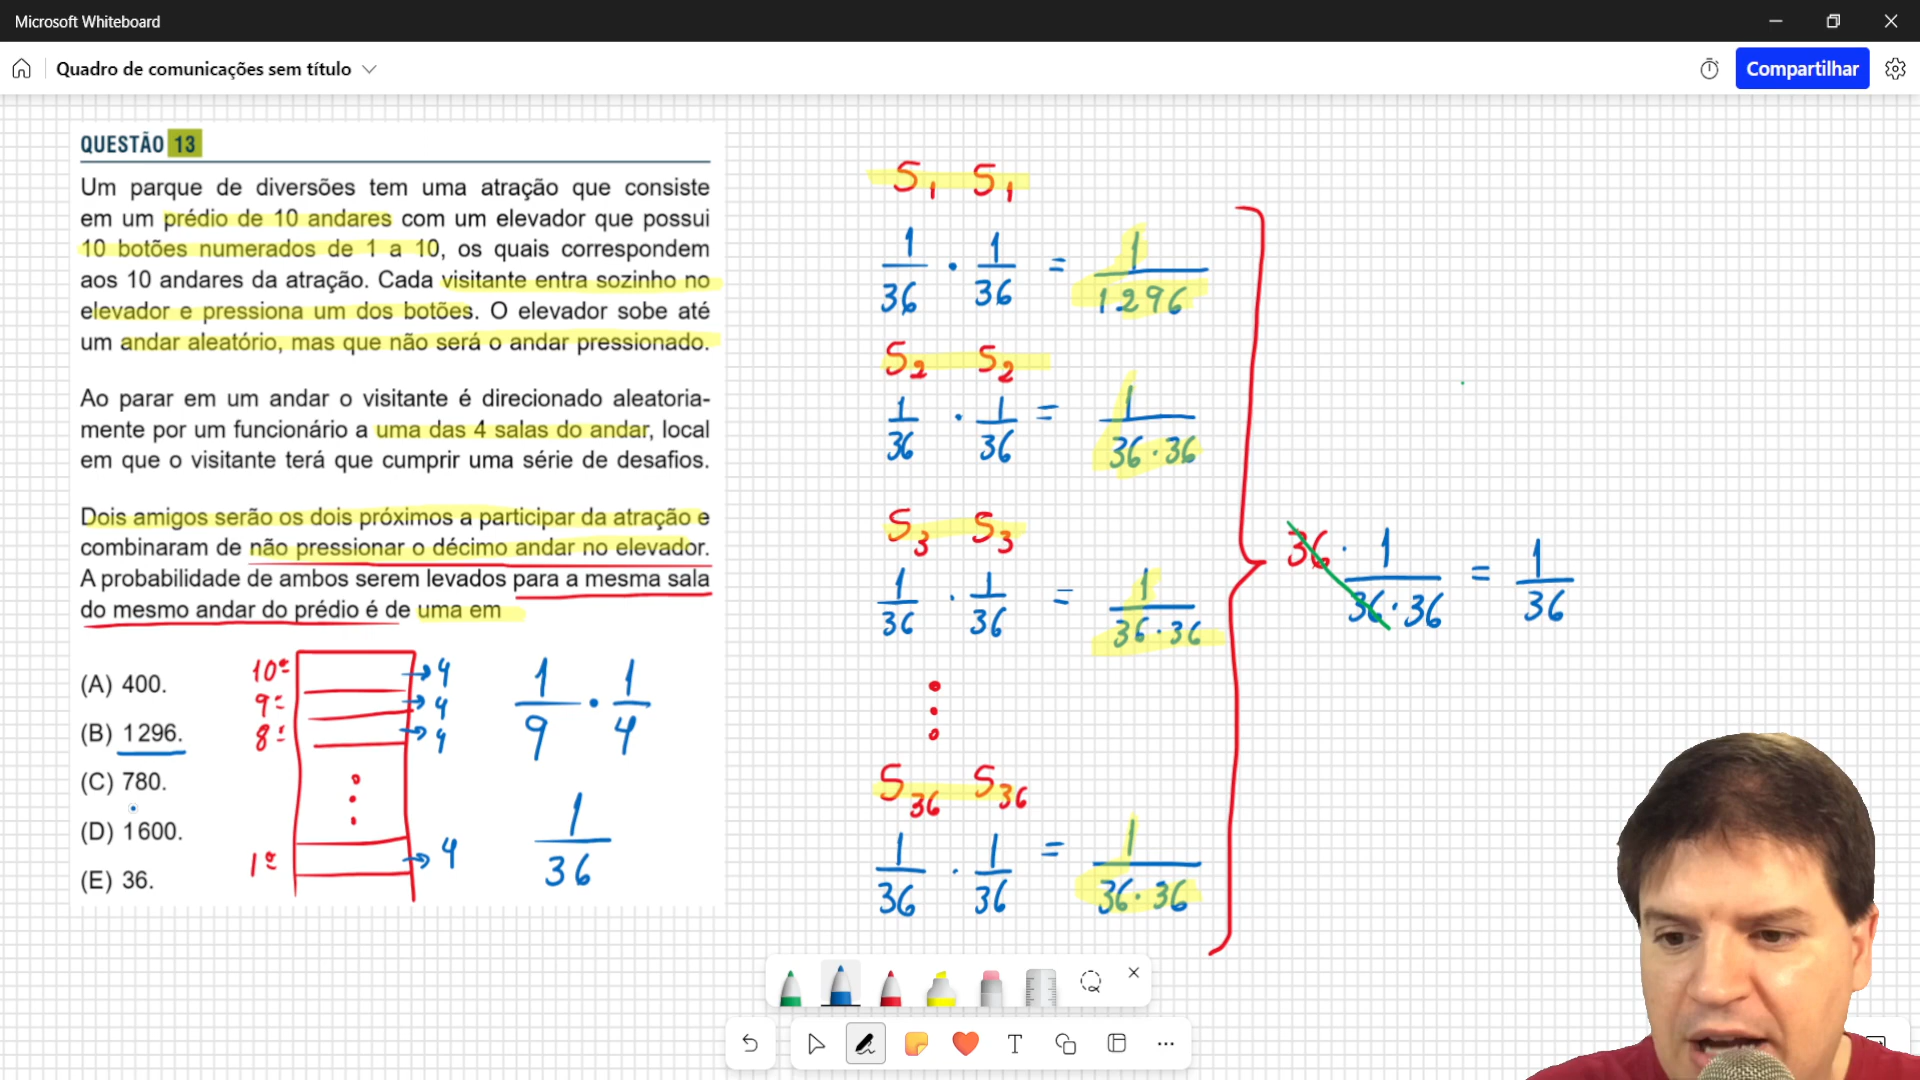 Microsoft Whiteboard
Quadro de comunicações sem título
Compartilhar
QUESTÃO 13
Um parque de diversões tem uma atração que consiste
em um prédio de 10 andares com um elevador que possui
10 botões numerados de 1 a 10, os quais correspondem
aos 10 andares da atração. Cada visitante entra sozinho no
elevador e pressiona um dos botões. O elevador sobe até
um andar aleatório, mas que não será o andar pressionado.
Ao parar em um andar o visitante é direcionado aleatoria-
mente por um funcionário a uma das 4 salas do andar, local
em que o visitante terá que cumprir uma série de desafios.
Dois amigos serão os dois próximos a participar da atração e
combinaram de não pressionar o décimo andar no elevador.
A probabilidade de ambos serem levados para a mesma sala
do mesmo andar do prédio é de uma em
(A) 400.
(B) 1296.
(C) 780.
(D) 1600.
(E) 36.
10º → 4
9º → 4
8º → 4
1º → 4
1/9 · 1/4
1/36
S1 S1
1/36 · 1/36 = 1/1296
S2 S2
1/36 · 1/36 = 1/36·36
S3 S3
1/36 · 1/36 = 1/36·36
S36 S36
1/36 · 1/36 = 1/36·36
36 · 1/36·36 = 1/36